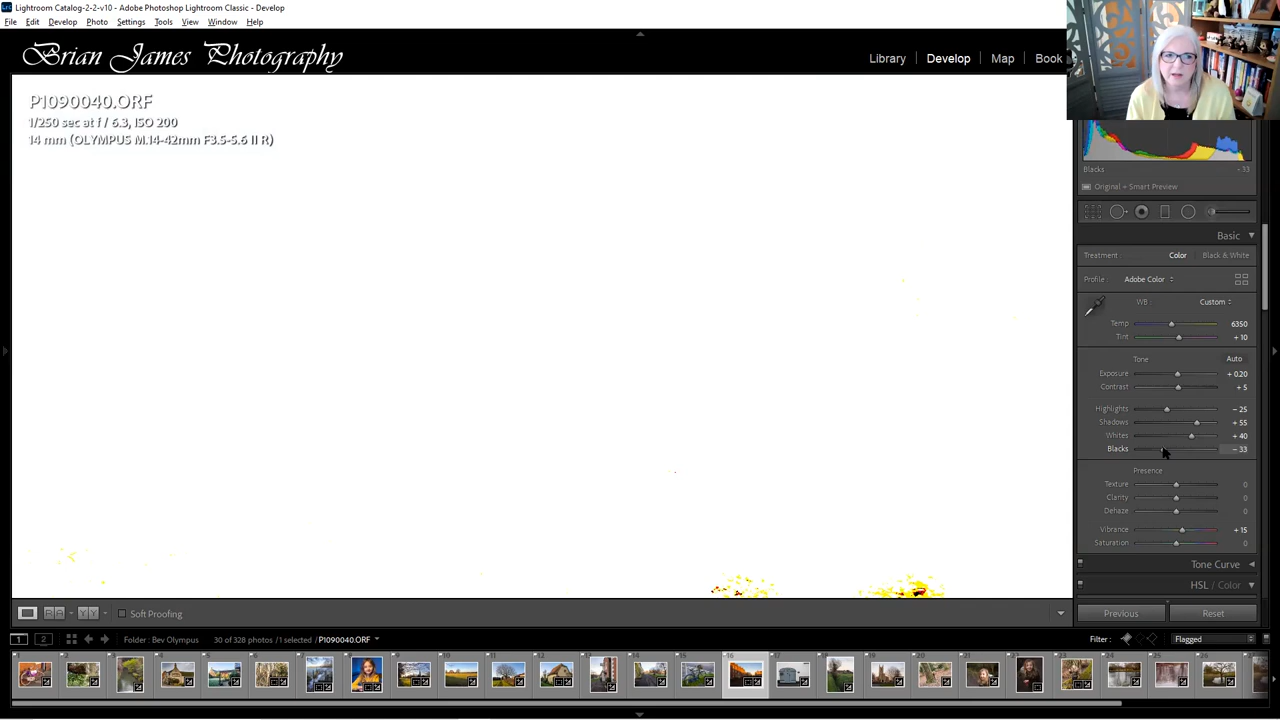 Lightroom Catalog-2-2-v10 - Adobe Photoshop Lightroom Classic - Develop
File Edit Develop Photo Settings Tools View Window Help
Brian James Photography
Library | Develop | Map | Book
P1090040.ORF
1/250 sec at f / 6.3, ISO 200
14 mm (OLYMPUS M.14-42mm F3.5-5.6 II R)
Blacks - 33
Original + Smart Preview
Basic
Treatment : Color Black & White
Profile : Adobe Color
WB : Custom
Temp 6350
Tint + 10
Tone Auto
Exposure + 0.20
Contrast + 5
Highlights - 25
Shadows + 55
Whites + 40
Blacks - 33
Presence
Texture 0
Clarity 0
Dehaze 0
Vibrance + 15
Saturation 0
Tone Curve
HSL / Color
Previous Reset
Soft Proofing
1 2 Folder : Bev Olympus 30 of 328 photos / 1 selected / P1090040.ORF Filter : Flagged